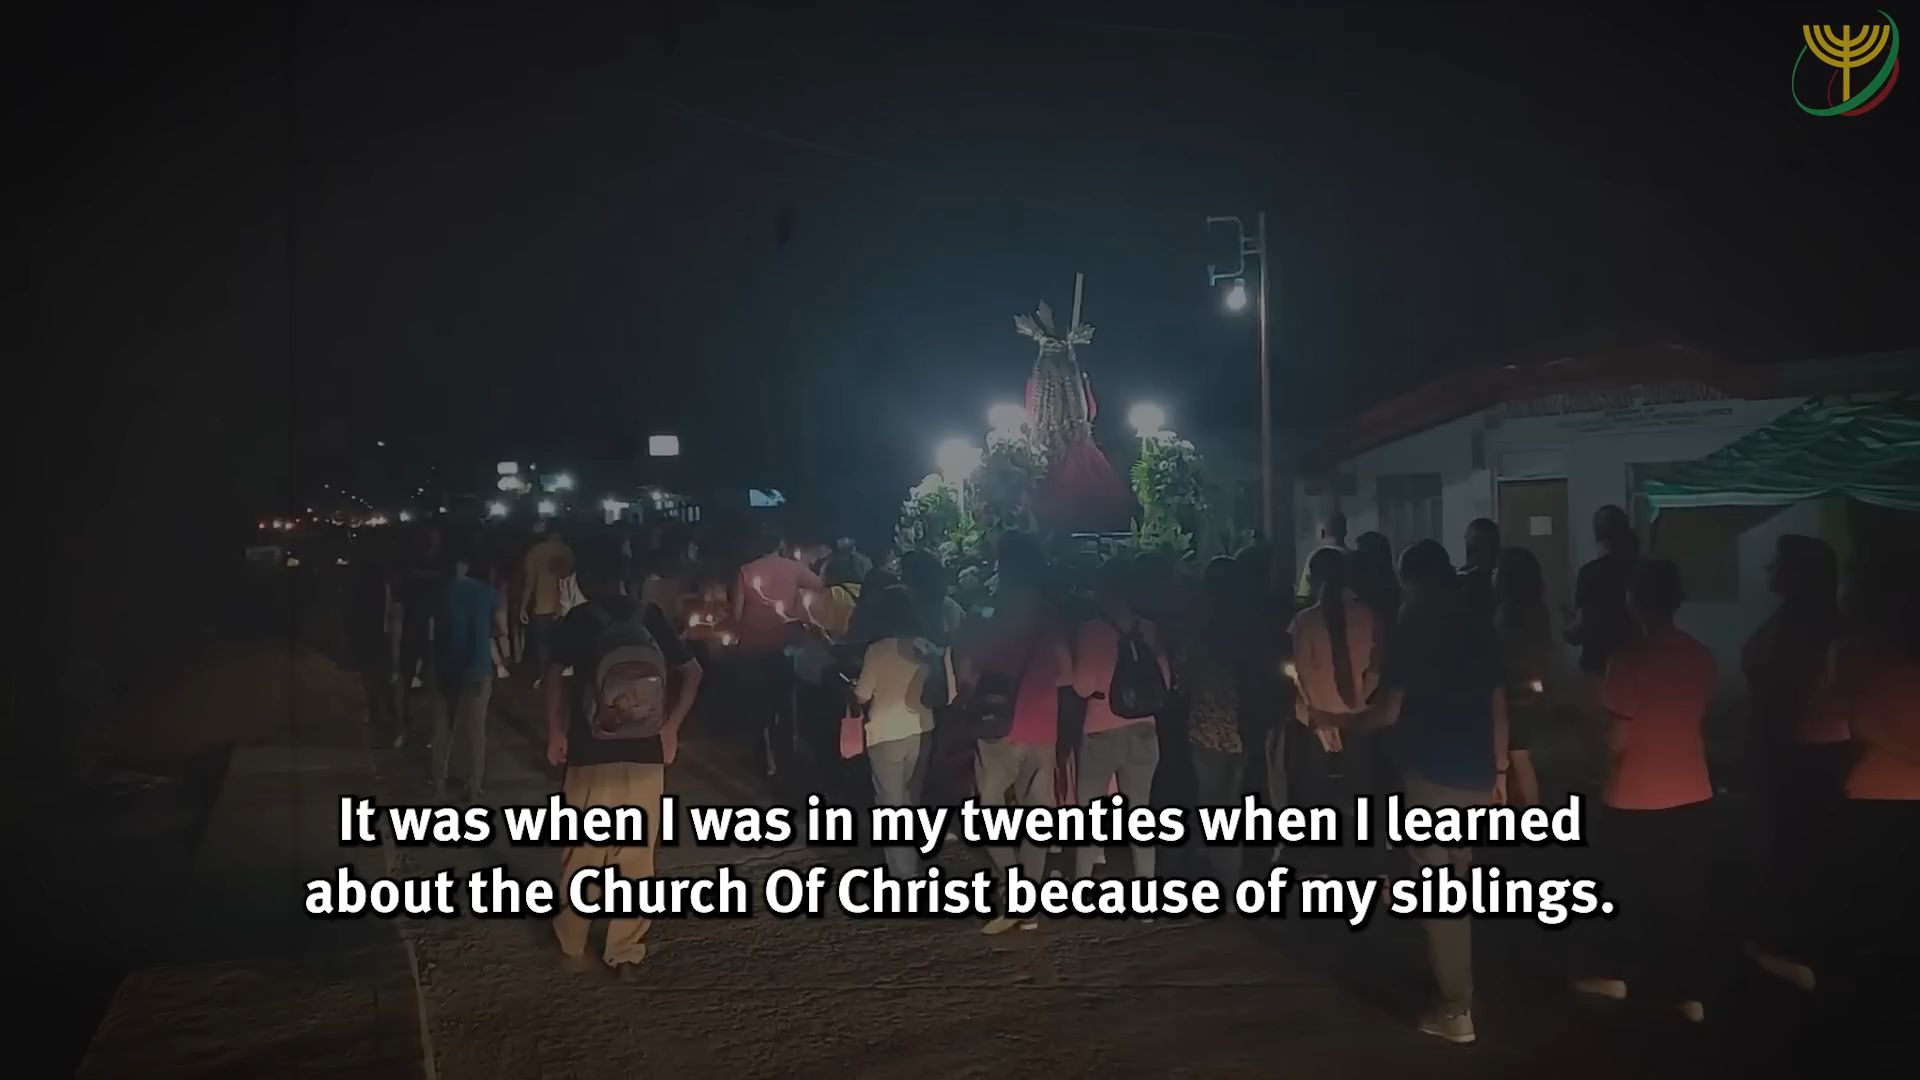 It was when I was in my twenties when I learned
about the Church Of Christ because of my siblings.